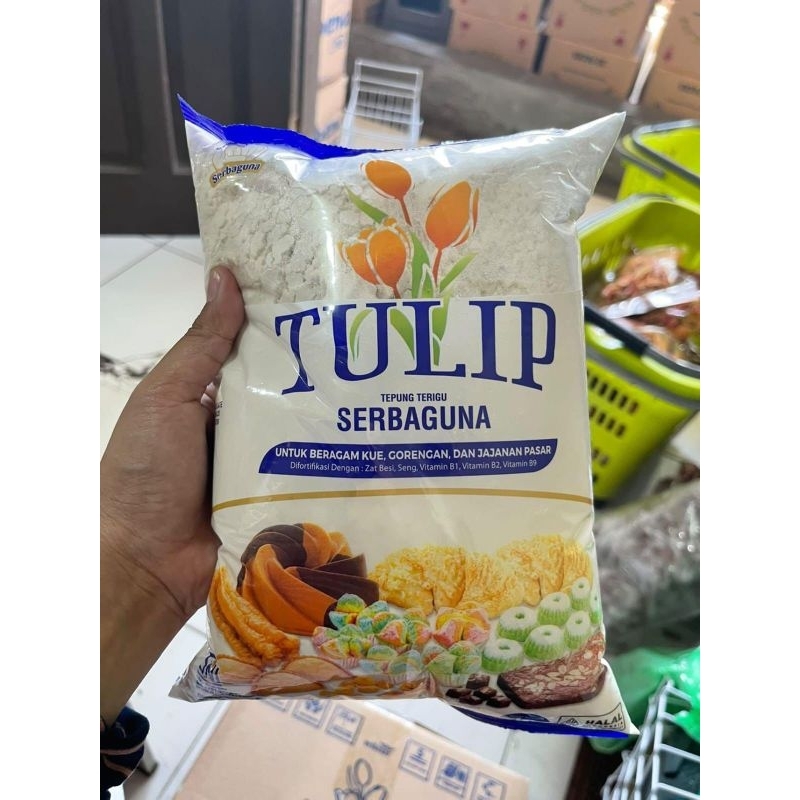 Serbaguna
TULIP
TEPUNG TERIGU
SERBAGUNA
UNTUK BERAGAM KUE, GORENGAN, DAN JAJANAN PASAR
Difortifikasi Dengan : Zat Besi, Seng, Vitamin B1, Vitamin B2, Vitamin B9
HALAL